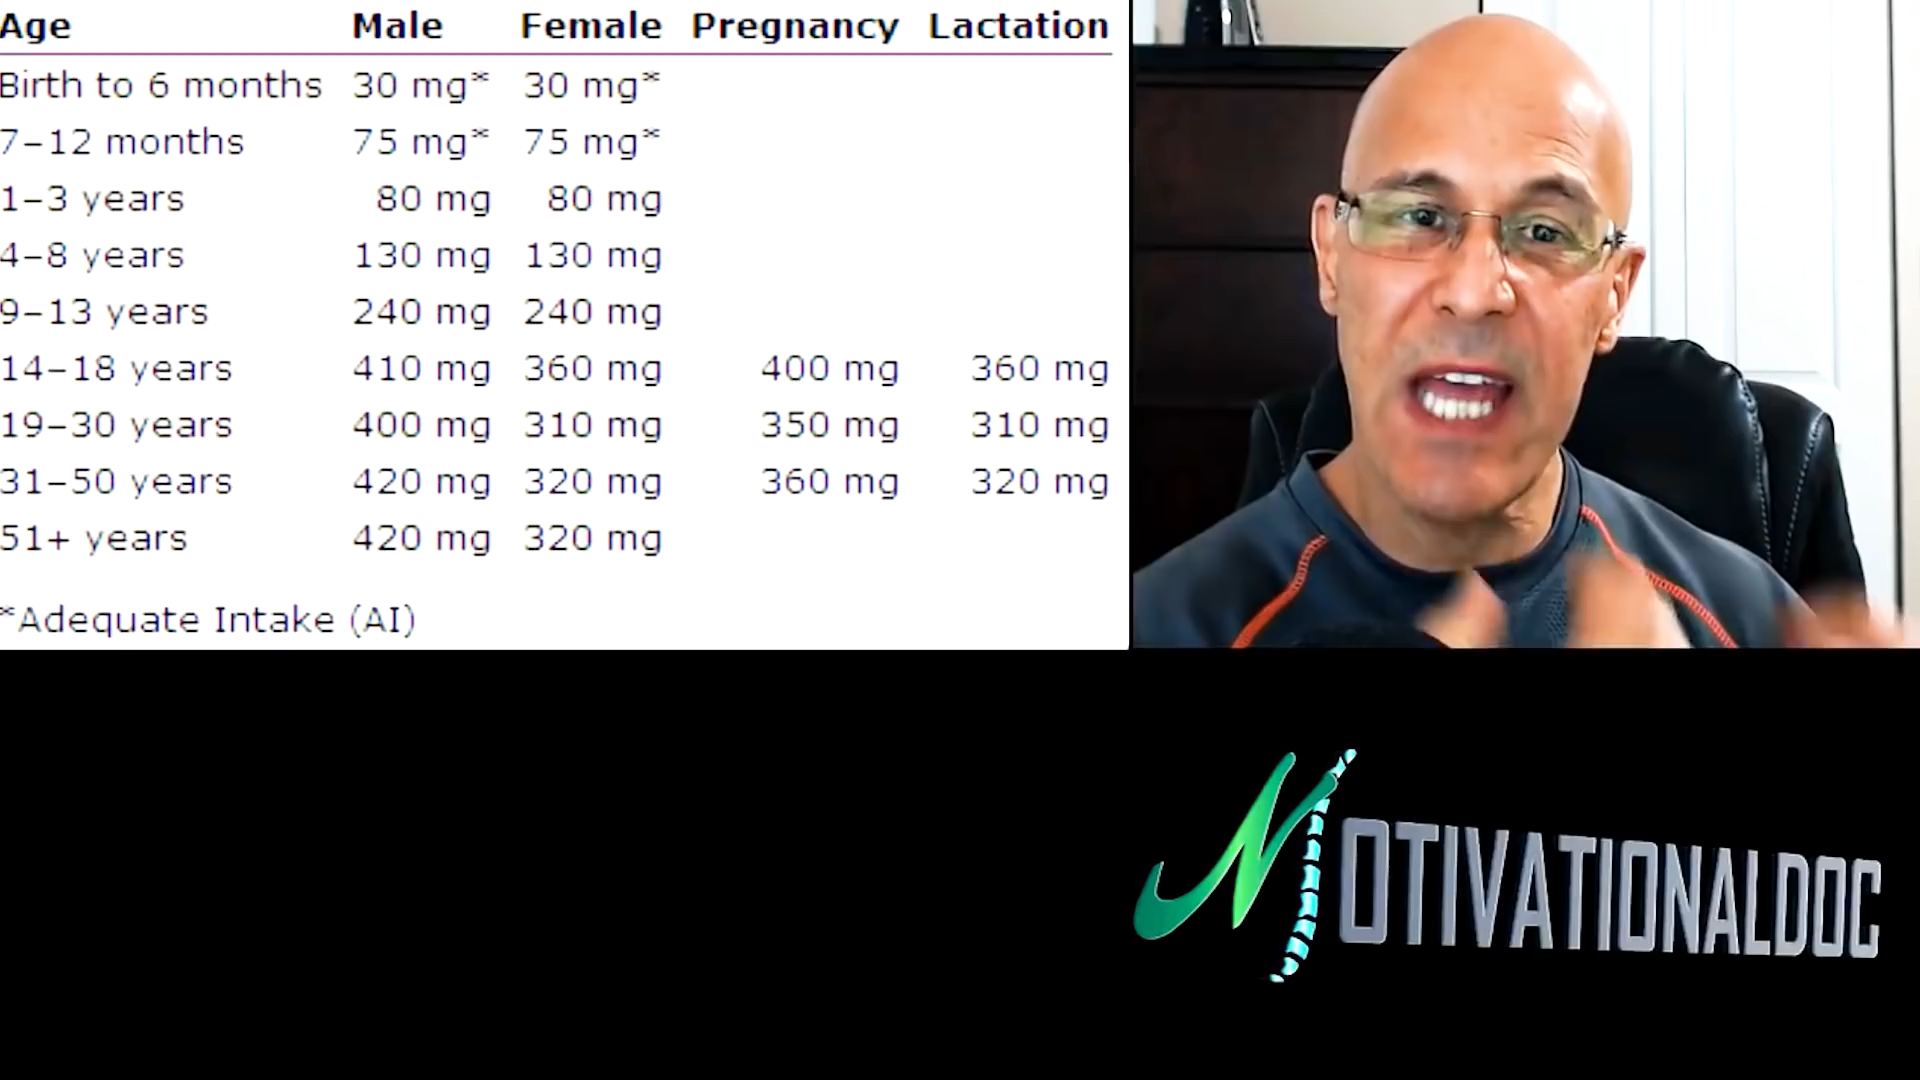 Age Male Female Pregnancy Lactation
Birth to 6 months 30 mg* 30 mg*
7–12 months 75 mg* 75 mg*
1–3 years 80 mg 80 mg
4–8 years 130 mg 130 mg
9–13 years 240 mg 240 mg
14–18 years 410 mg 360 mg 400 mg 360 mg
19–30 years 400 mg 310 mg 350 mg 310 mg
31–50 years 420 mg 320 mg 360 mg 320 mg
51+ years 420 mg 320 mg
*Adequate Intake (AI)
MOTIVATIONALDOC